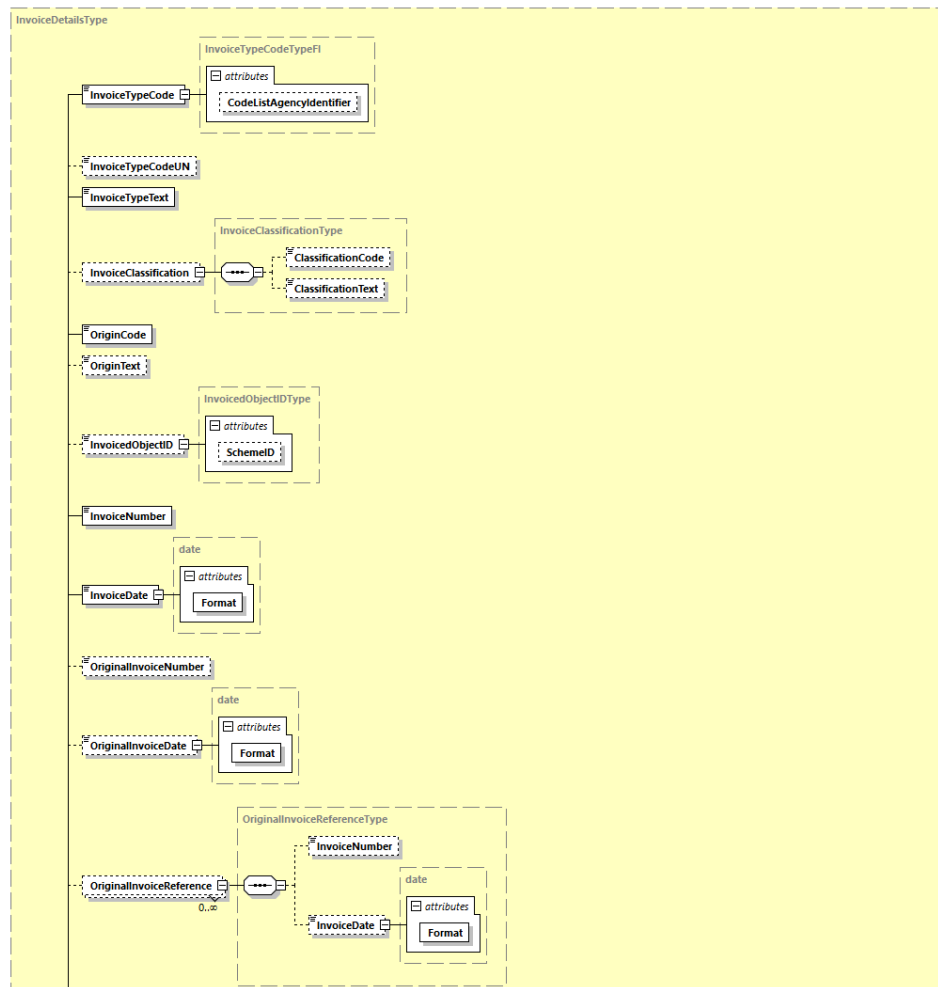 InvoiceDetailsType
InvoiceTypeCodeTypeFI
attributes
InvoiceTypeCode
CodeListAgencyIdentifier
InvoiceTypeCodeUN
InvoiceTypeText
InvoiceClassificationType
ClassificationCode
InvoiceClassification
ClassificationText
OriginCode
OriginText
InvoicedObjectIDType
attributes
InvoicedObjectID
SchemeID
InvoiceNumber
date
attributes
InvoiceDate
Format
OriginalInvoiceNumber
date
attributes
OriginalInvoiceDate
Format
OriginalInvoiceReferenceType
InvoiceNumber
date
OriginalInvoiceReference
0..∞
attributes
InvoiceDate
Format